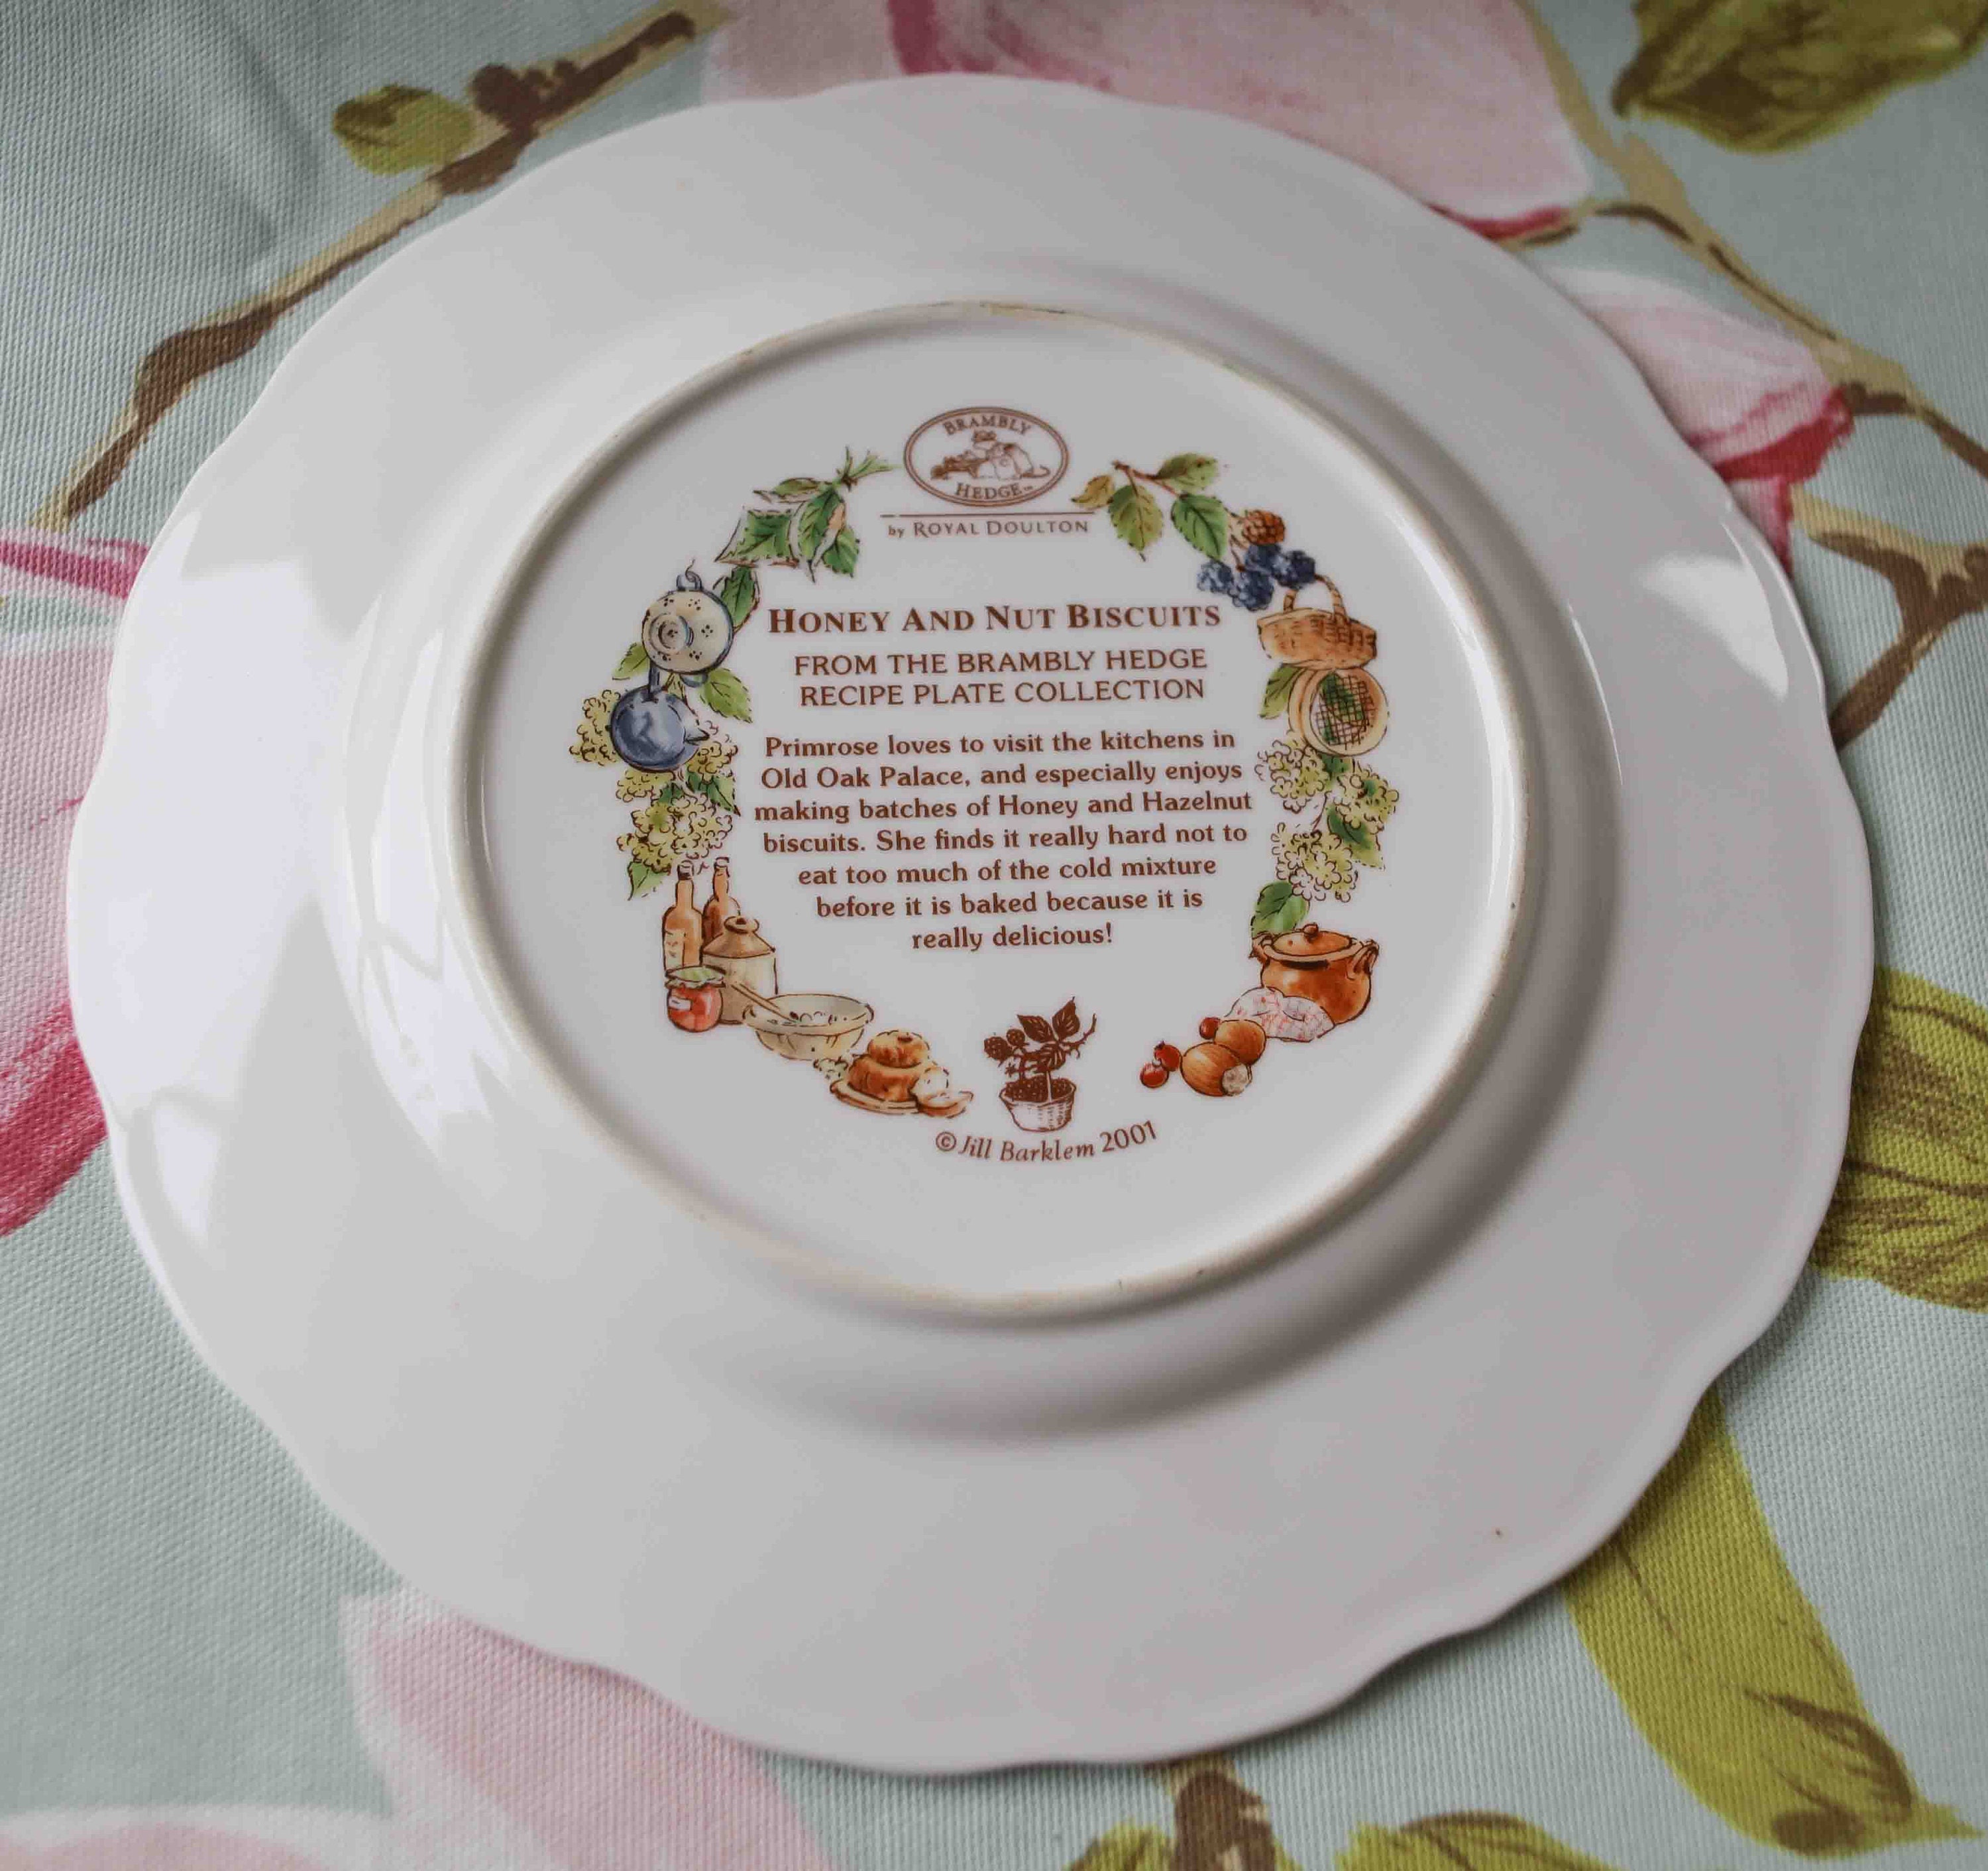 BRAMBLY
HEDGE™
by ROYAL DOULTON
HONEY AND NUT BISCUITS
FROM THE BRAMBLY HEDGE
RECIPE PLATE COLLECTION
Primrose loves to visit the kitchens in
Old Oak Palace, and especially enjoys
making batches of Honey and Hazelnut
biscuits. She finds it really hard not to
eat too much of the cold mixture
before it is baked because it is
really delicious!
© Jill Barklem 2001